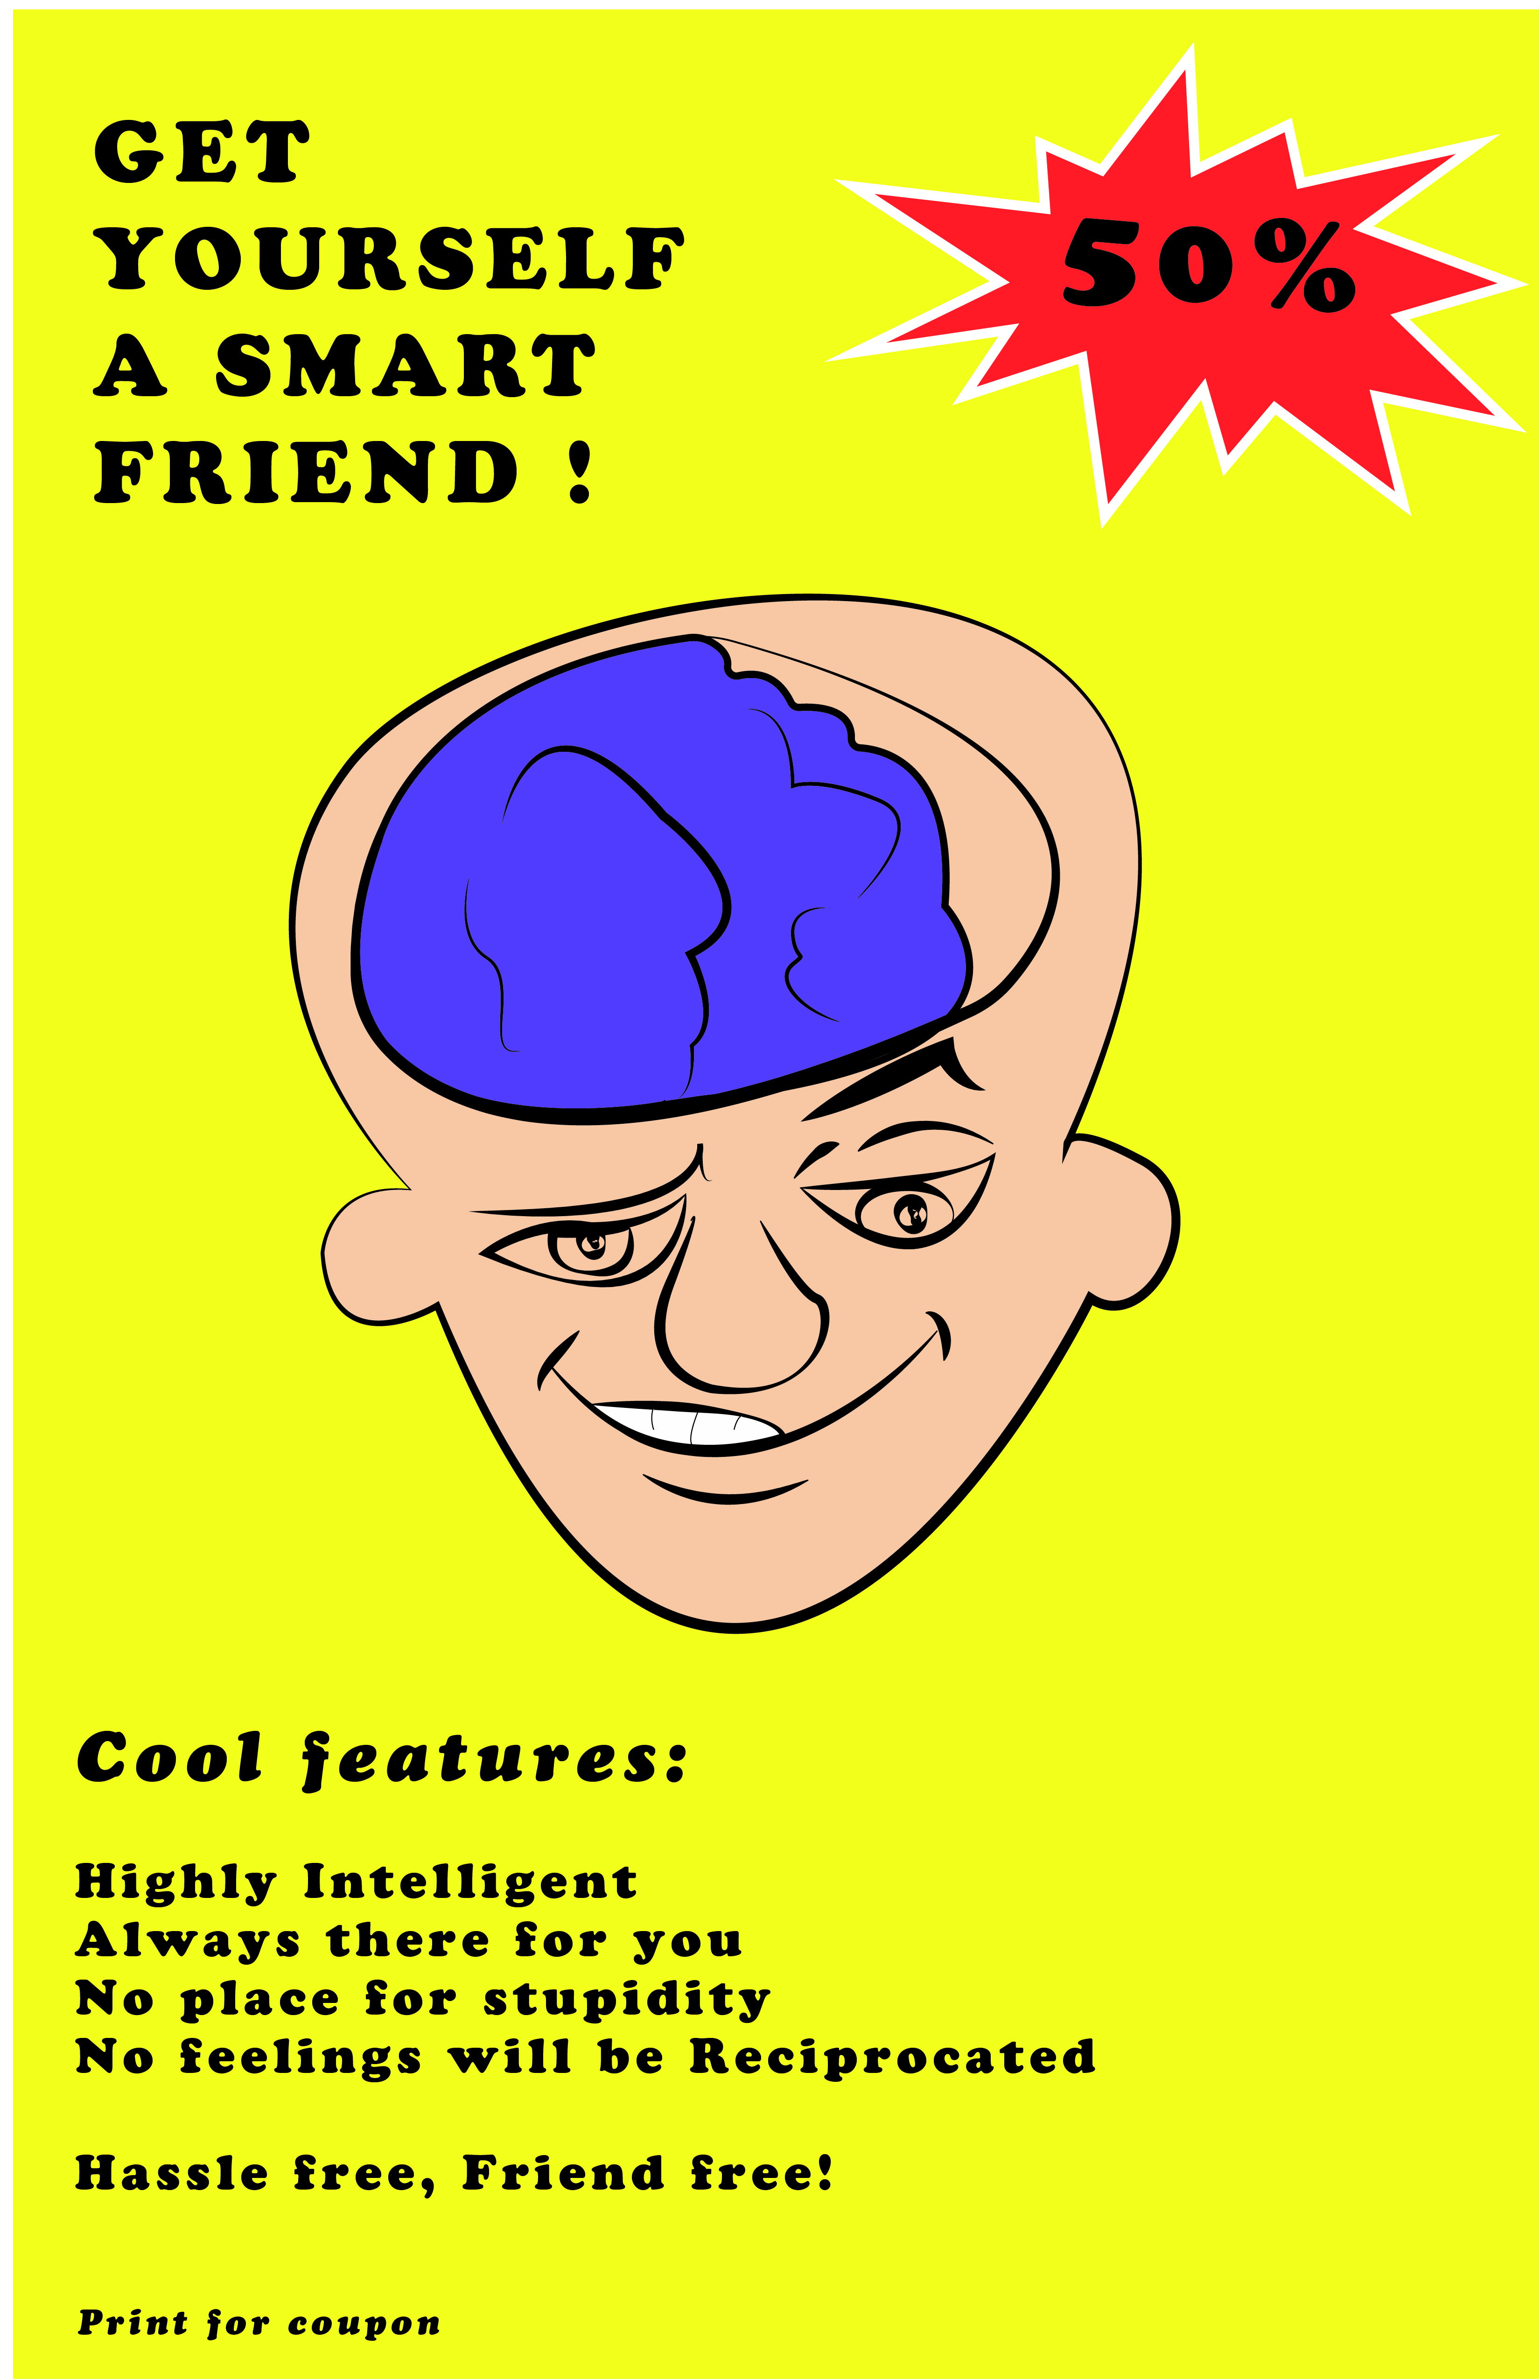 GET
YOURSELF
A SMART
FRIEND !
50%
Cool features:
Highly Intelligent
Always there for you
No place for stupidity
No feelings will be Reciprocated
Hassle free, Friend free!
Print for coupon